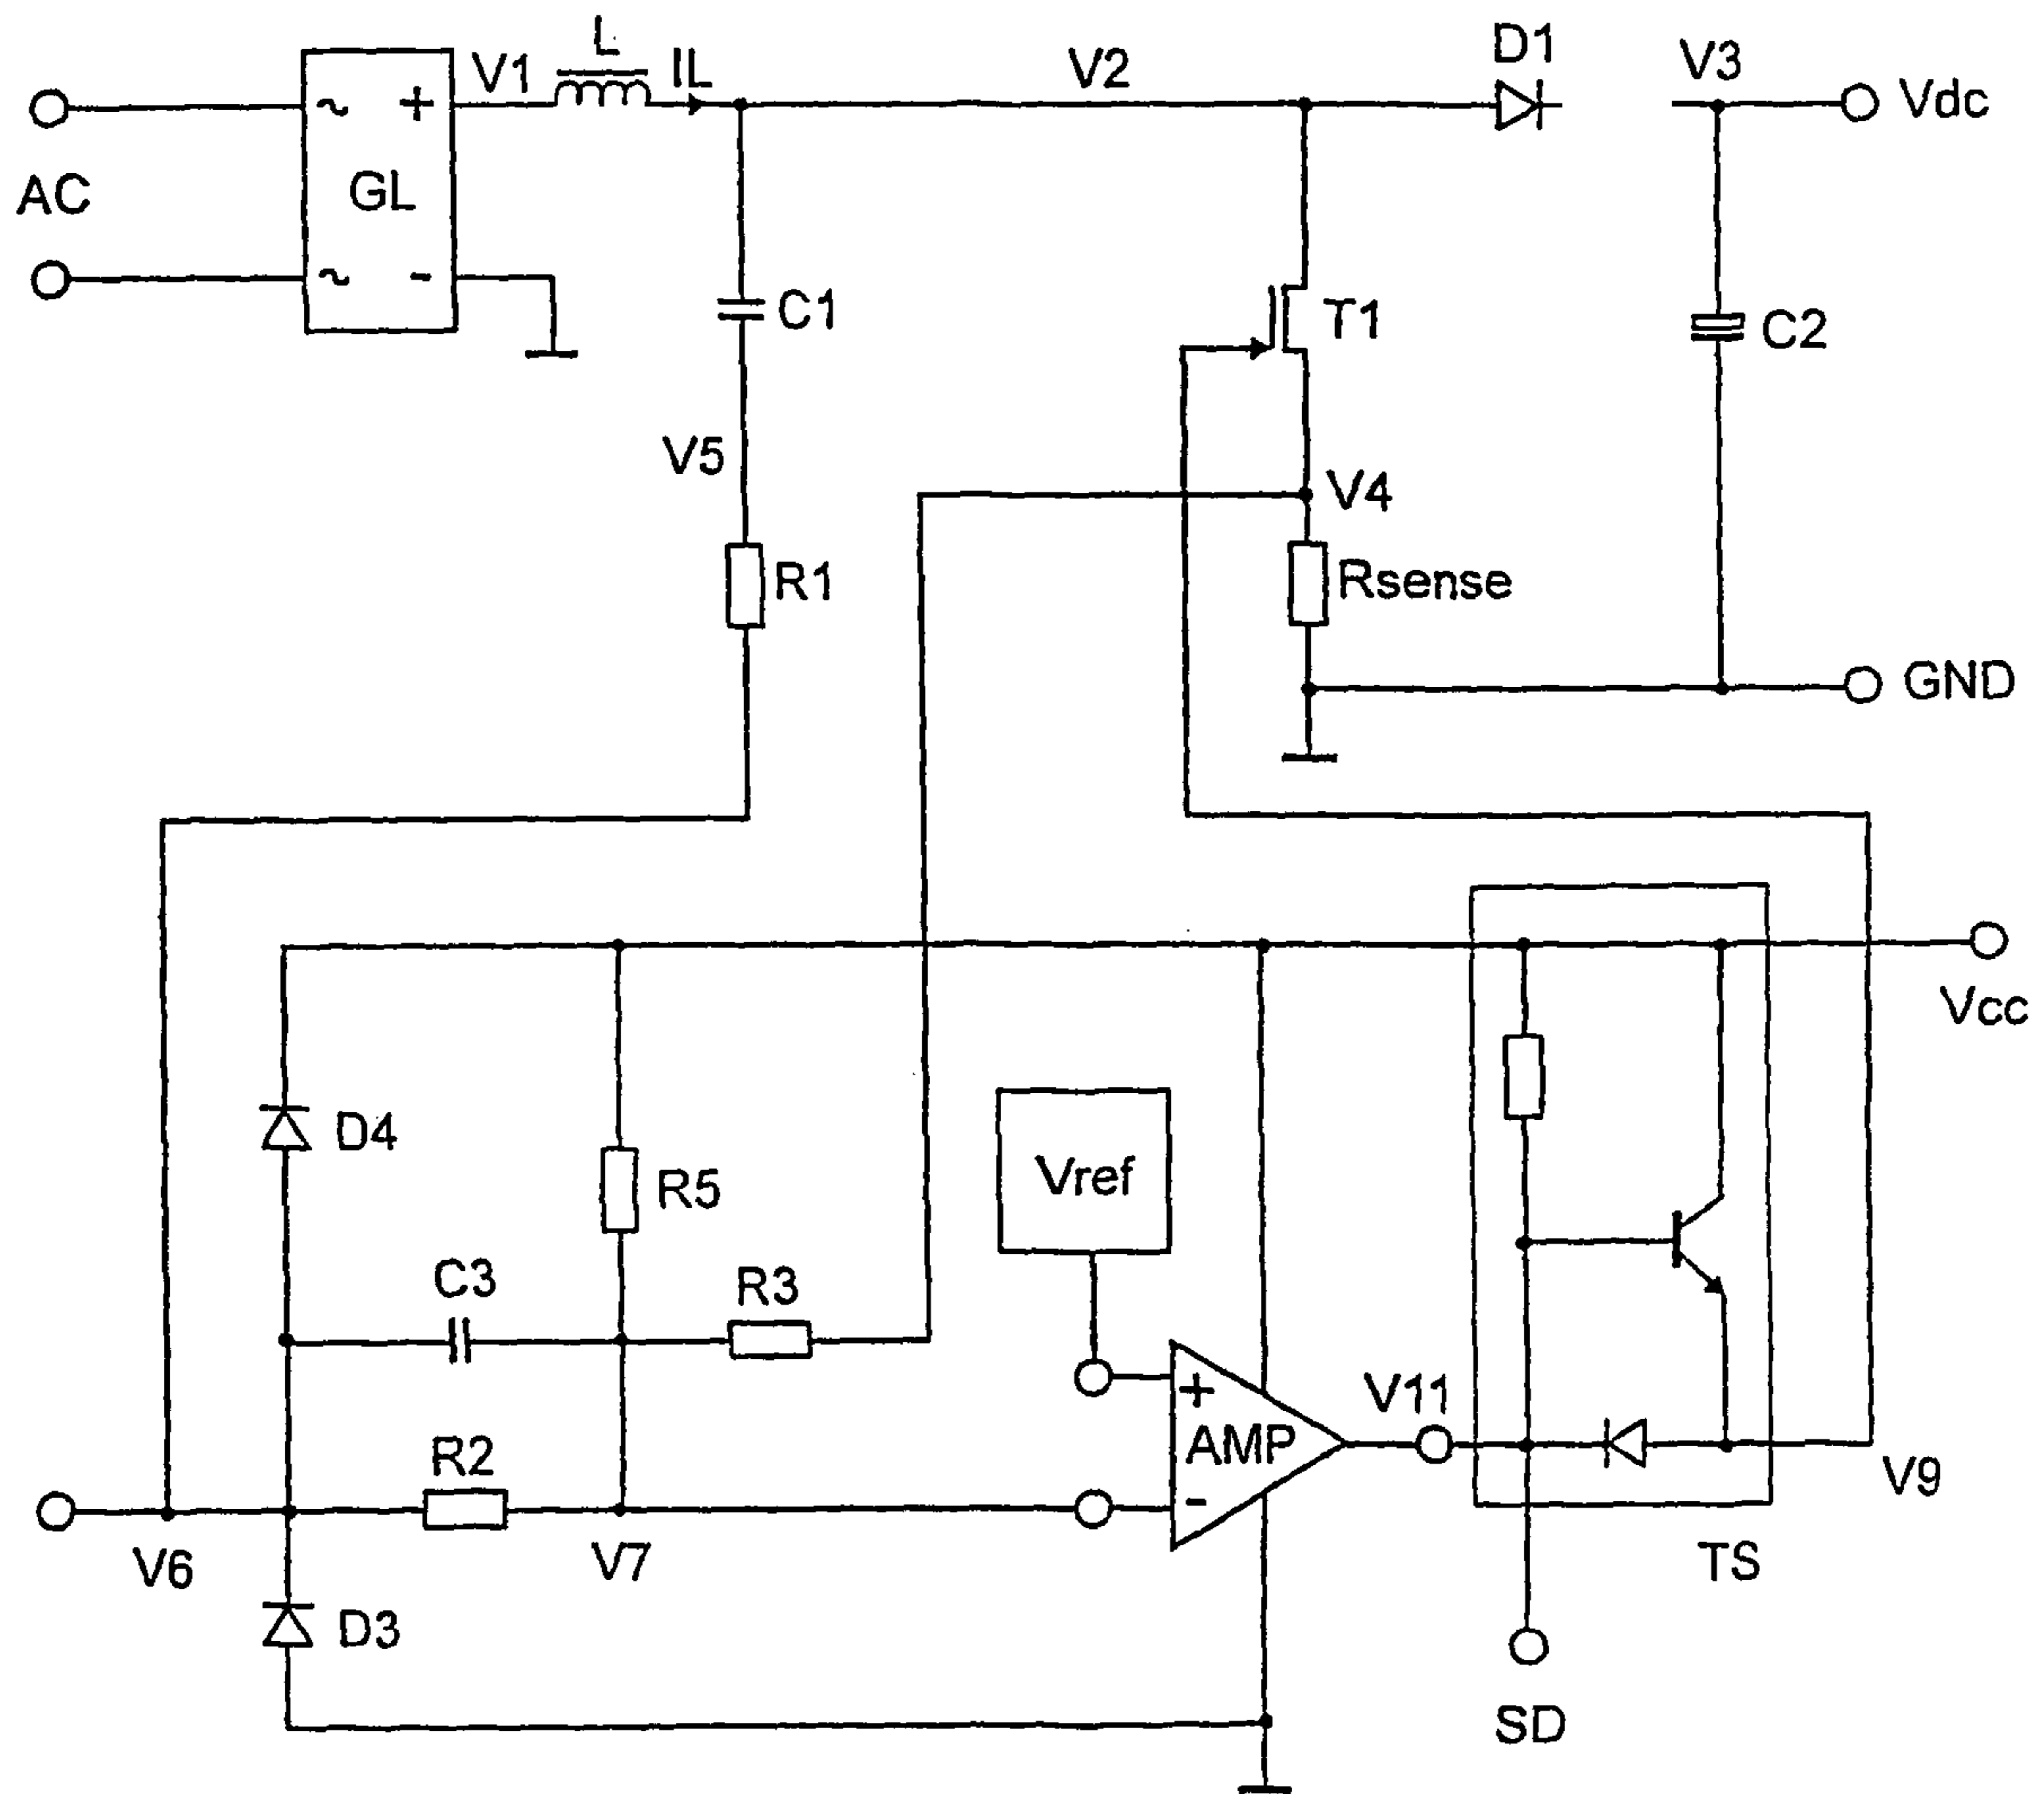 L
V1
IL
V2
D1
V3
~
+
Vdc
AC
GL
~
-
C1
T1
C2
V5
V4
R1
Rsense
GND
Vcc
D4
R5
Vref
C3
R3
+
V11
AMP
R2
-
V9
V6
V7
TS
D3
SD